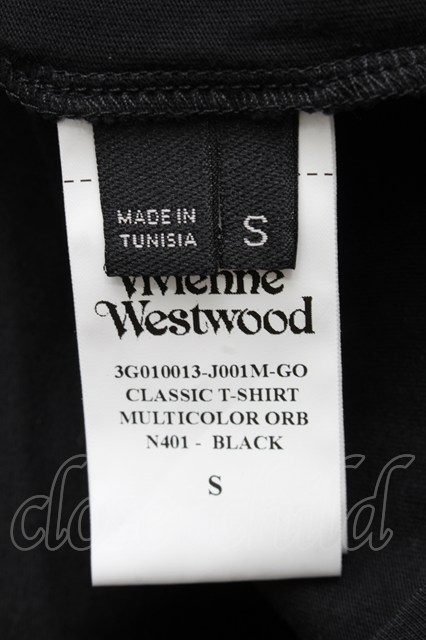 MADE IN
TUNISIA
S
Vivienne
Westwood
3G010013-J001M-GO
CLASSIC T-SHIRT
MULTICOLOR ORB
N401 - BLACK
S